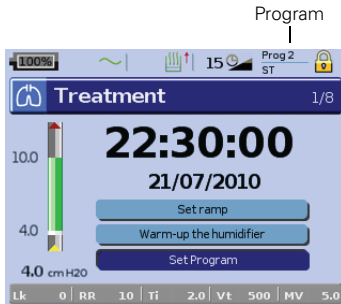 Program
100%
15
Prog 2
ST
Treatment
1/8
22:30:00
21/07/2010
10.0
4.0
4.0 cmH2O
Set ramp
Warm-up the humidifier
Set Program
Lk 0 RR 10 Ti 2.0 Vt 500 MV 5.0